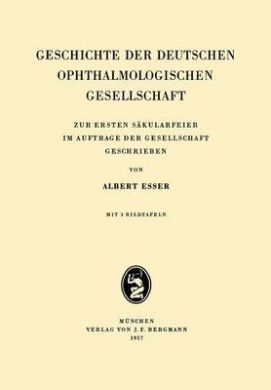 GESCHICHTE DER DEUTSCHEN
OPHTHALMOLOGISCHEN
GESELLSCHAFT
ZUR ERSTEN SÄKULARFEIER
IM AUFTRAGE DER GESELLSCHAFT
GESCHRIEBEN
VON
ALBERT ESSER
MIT 3 BILDTAFELN
MÜNCHEN
VERLAG VON J. F. BERGMANN
1957